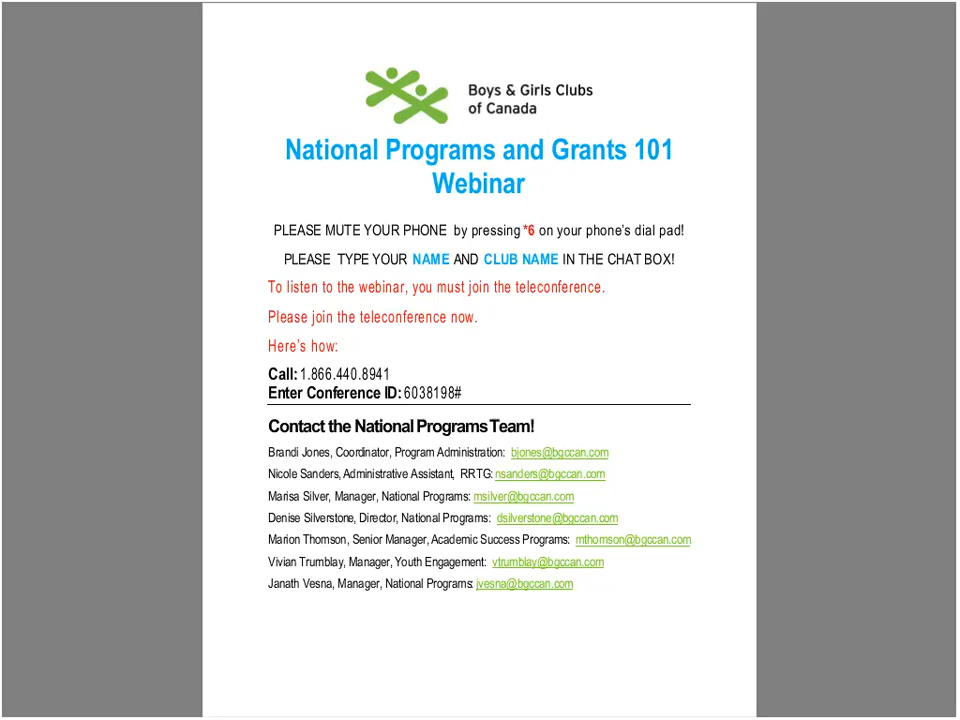 Boys & Girls Clubs
of Canada
National Programs and Grants 101
Webinar
PLEASE MUTE YOUR PHONE by pressing *6 on your phone's dial pad!
PLEASE TYPE YOUR NAME AND CLUB NAME IN THE CHAT BOX!
To listen to the webinar, you must join the teleconference.
Please join the teleconference now.
Here's how:
Call: 1.866.440.8941
Enter Conference ID: 6038198#
Contact the National Programs Team!
Brandi Jones, Coordinator, Program Administration: bjones@bgccan.com
Nicole Sanders, Administrative Assistant, RRTG: nsanders@bgccan.com
Marisa Silver, Manager, National Programs: msilver@bgccan.com
Denise Silverstone, Director, National Programs: dsilverstone@bgccan.com
Marion Thomson, Senior Manager, Academic Success Programs: mthomson@bgccan.com
Vivian Trumblay, Manager, Youth Engagement: vtrumblay@bgccan.com
Janath Vesna, Manager, National Programs: jvesna@bgccan.com